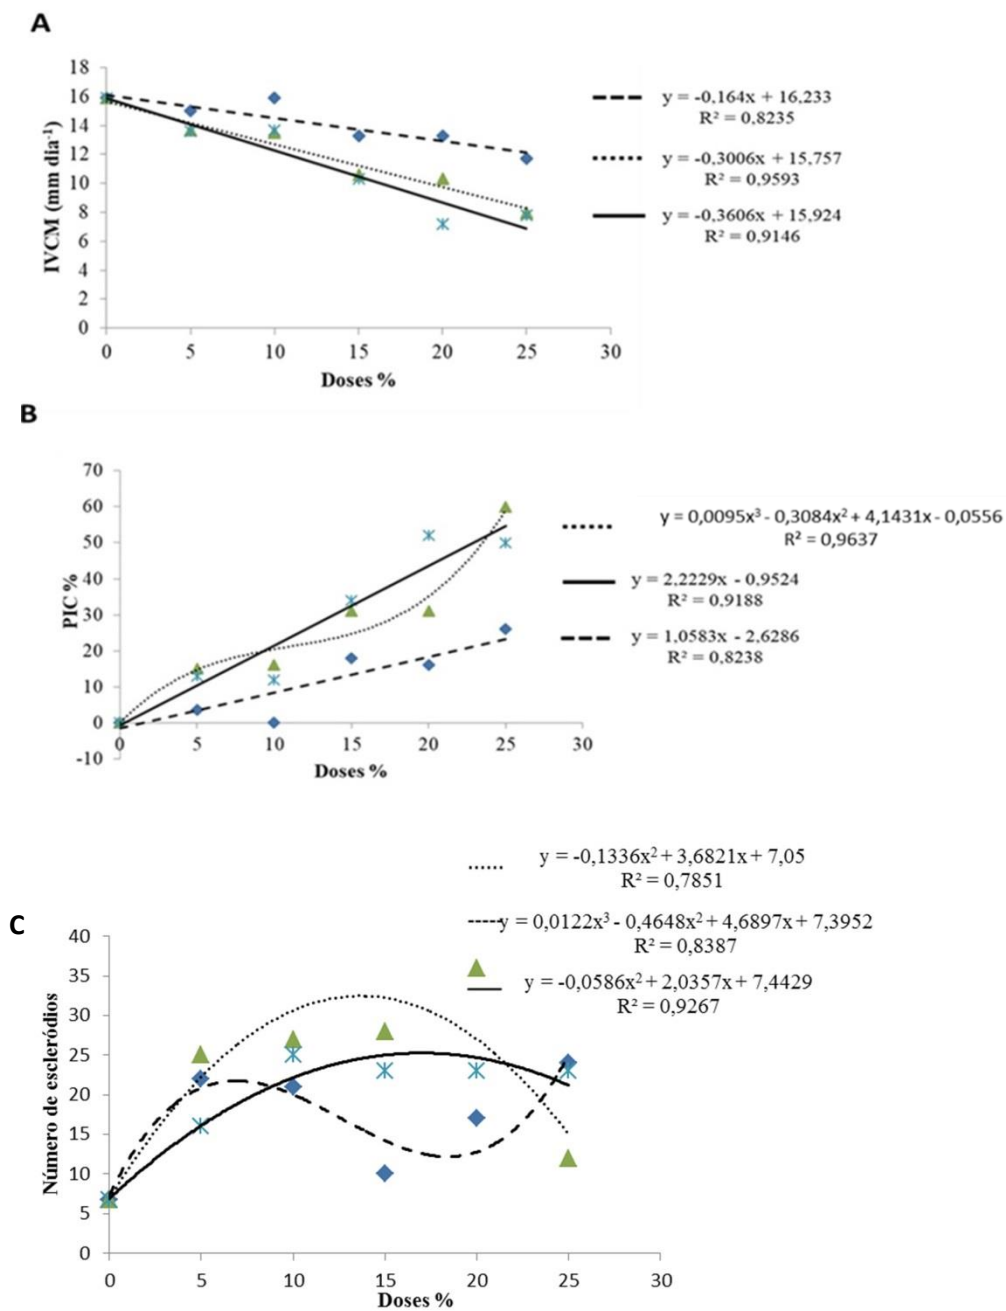 A
18
16
14
12
10
8
6
4
2
0
IVCM (mm dia⁻¹)
0 5 10 15 20 25 30
Doses %
y = -0,164x + 16,233
R² = 0,8235
y = -0,3006x + 15,757
R² = 0,9593
y = -0,3606x + 15,924
R² = 0,9146
B
70
60
50
40
30
20
10
0
-10
PIC %
0 5 10 15 20 25 30
Doses %
y = 0,0095x³ - 0,3084x² + 4,1431x - 0,0556
R² = 0,9637
y = 2,2229x - 0,9524
R² = 0,9188
y = 1,0583x - 2,6286
R² = 0,8238
y = -0,1336x² + 3,6821x + 7,05
R² = 0,7851
y = 0,0122x³ - 0,4648x² + 4,6897x + 7,3952
R² = 0,8387
y = -0,0586x² + 2,0357x + 7,4429
R² = 0,9267
C
40
35
30
25
20
15
10
5
0
Número de escleródios
0 5 10 15 20 25 30
Doses %